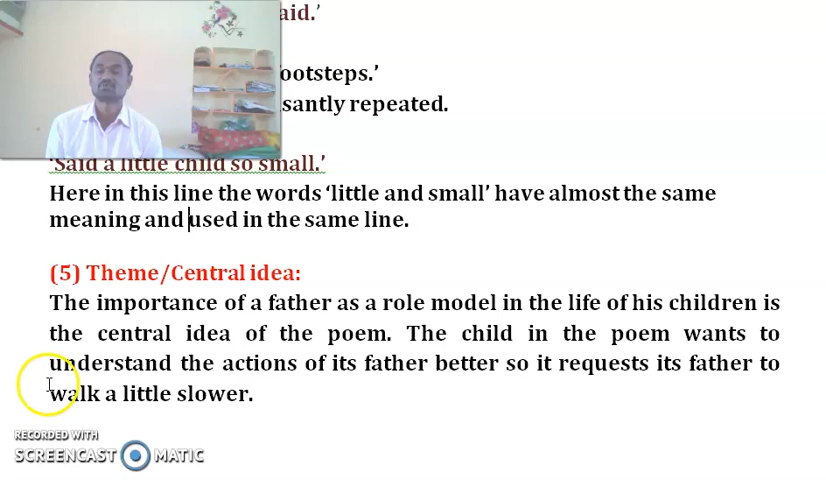 aid.’
ootsteps.’
santly repeated.
‘Said a little child so small.’
Here in this line the words ‘little and small’ have almost the same
meaning and used in the same line.
(5) Theme/Central idea:
The importance of a father as a role model in the life of his children is
the central idea of the poem. The child in the poem wants to
understand the actions of its father better so it requests its father to
walk a little slower.
RECORDED WITH
SCREENCAST MATIC